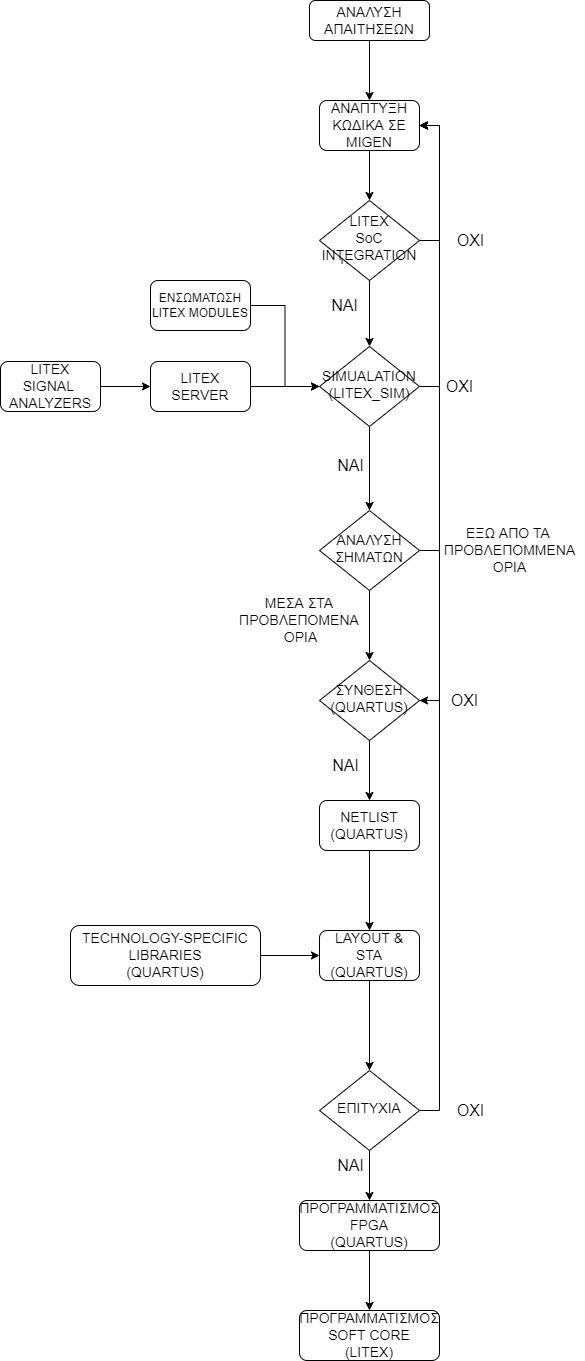 ΑΝΑΛΥΣΗ
ΑΠΑΙΤΗΣΕΩΝ
ΑΝΑΠΤΥΞΗ
ΚΩΔΙΚΑ ΣΕ
MIGEN
LITEX
SoC
INTEGRATION
ΟΧΙ
ΝΑΙ
ΕΝΣΩΜΑΤΩΣΗ
LITEX MODULES
LITEX
SIGNAL
ANALYZERS
LITEX
SERVER
SIMUALATION
(LITEX_SIM)
ΟΧΙ
ΝΑΙ
ΑΝΑΛΥΣΗ
ΣΗΜΑΤΩΝ
ΕΞΩ ΑΠΟ ΤΑ
ΠΡΟΒΛΕΠΟΜΜΕΝΑ
ΟΡΙΑ
ΜΕΣΑ ΣΤΑ
ΠΡΟΒΛΕΠΟΜΕΝΑ
ΟΡΙΑ
ΣΥΝΘΕΣΗ
(QUARTUS)
ΟΧΙ
ΝΑΙ
NETLIST
(QUARTUS)
TECHNOLOGY-SPECIFIC
LIBRARIES
(QUARTUS)
LAYOUT &
STA
(QUARTUS)
ΕΠΙΤΥΧΙΑ
ΟΧΙ
ΝΑΙ
ΠΡΟΓΡΑΜΜΑΤΙΣΜΟΣ
FPGA
(QUARTUS)
ΠΡΟΓΡΑΜΜΑΤΙΣΜΟΣ
SOFT CORE
(LITEX)